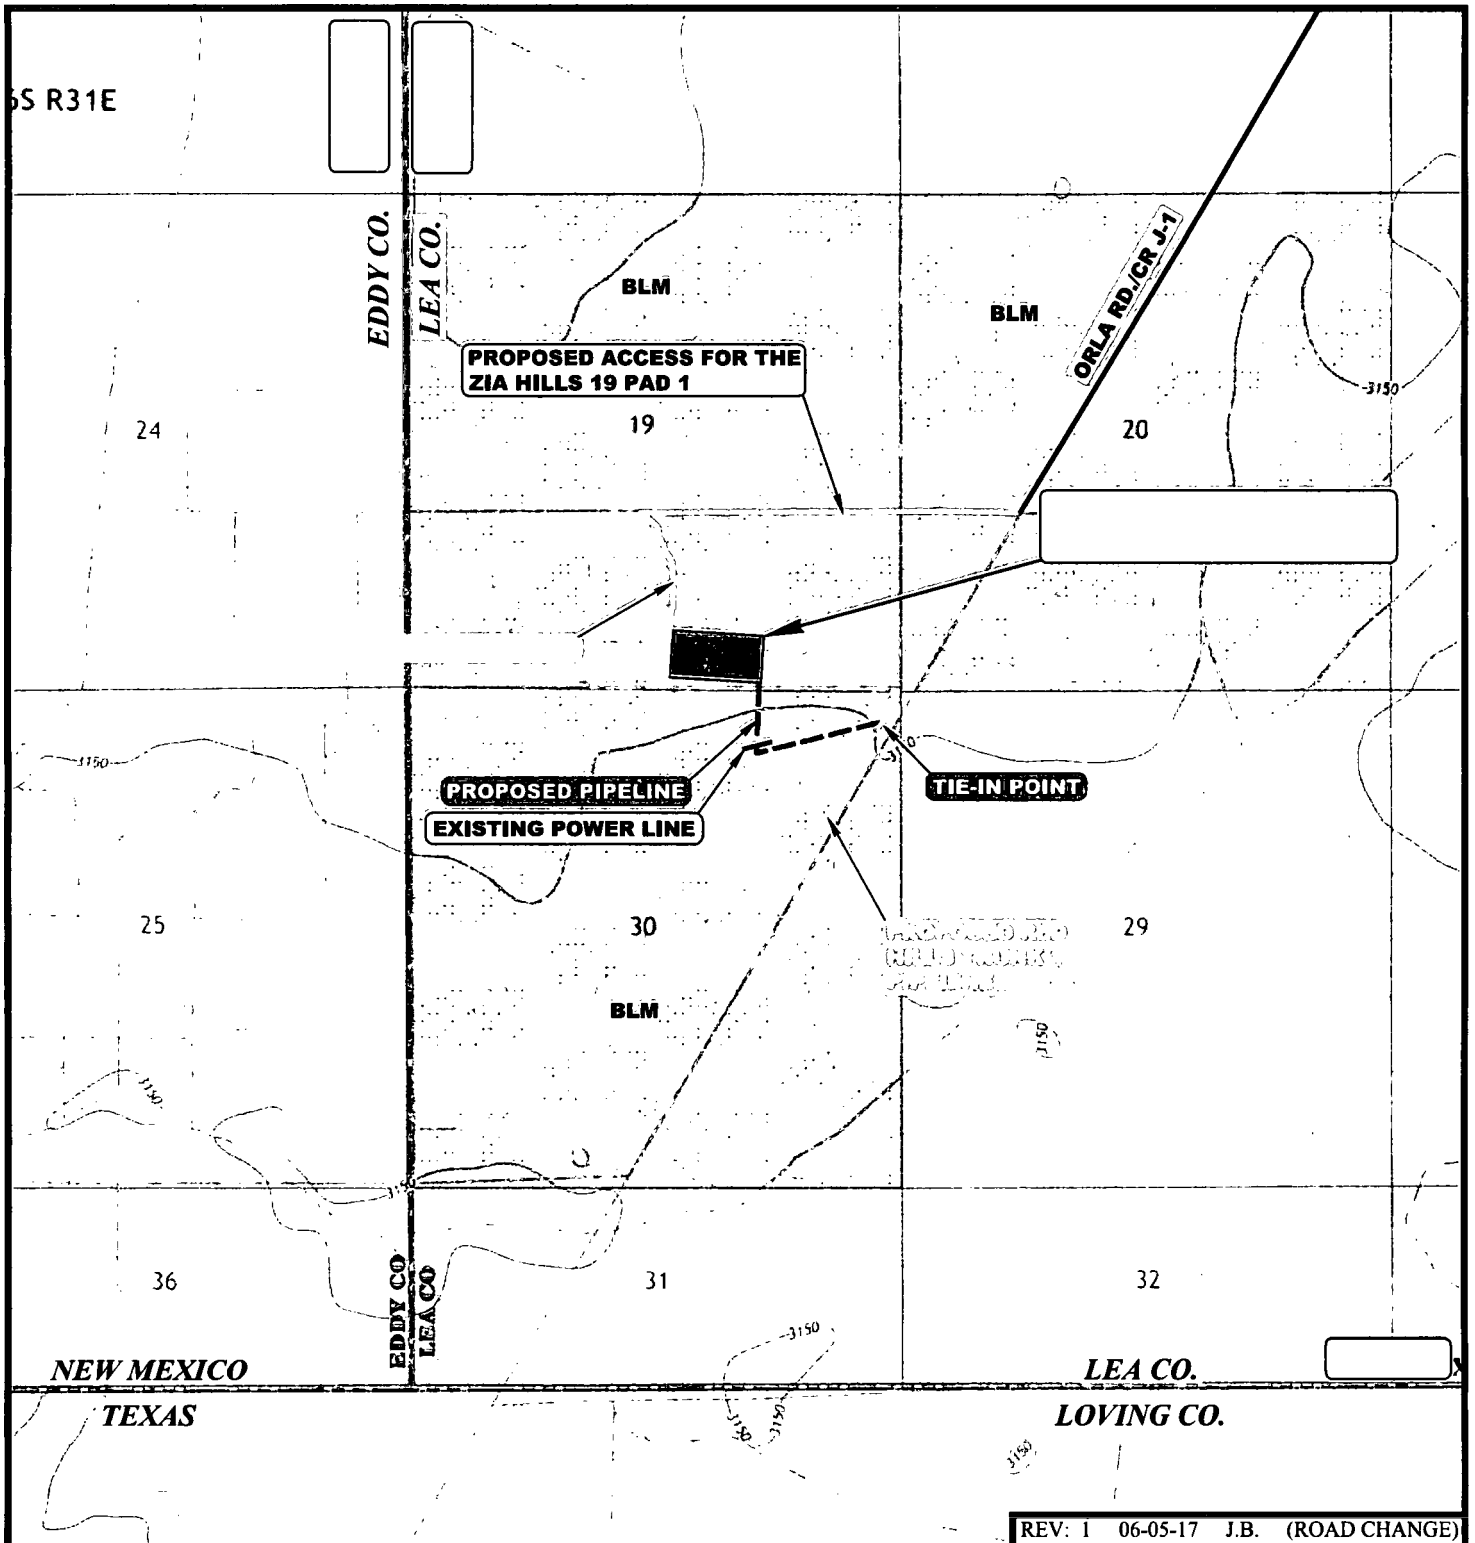 6S R31E
EDDY CO.
LEA CO.
BLM
BLM
ORLA RD./CR J-1
PROPOSED ACCESS FOR THE
ZIA HILLS 19 PAD 1
3150
24
19
20
3150
PROPOSED PIPELINE
TIE-IN POINT
EXISTING POWER LINE
25
30
29
BLM
3150
3150
36
31
32
EDDY CO
LEA CO
3150
NEW MEXICO
LEA CO.
TEXAS
LOVING CO.
3150
3150
3150
REV: 1 06-05-17 J.B. (ROAD CHANGE)